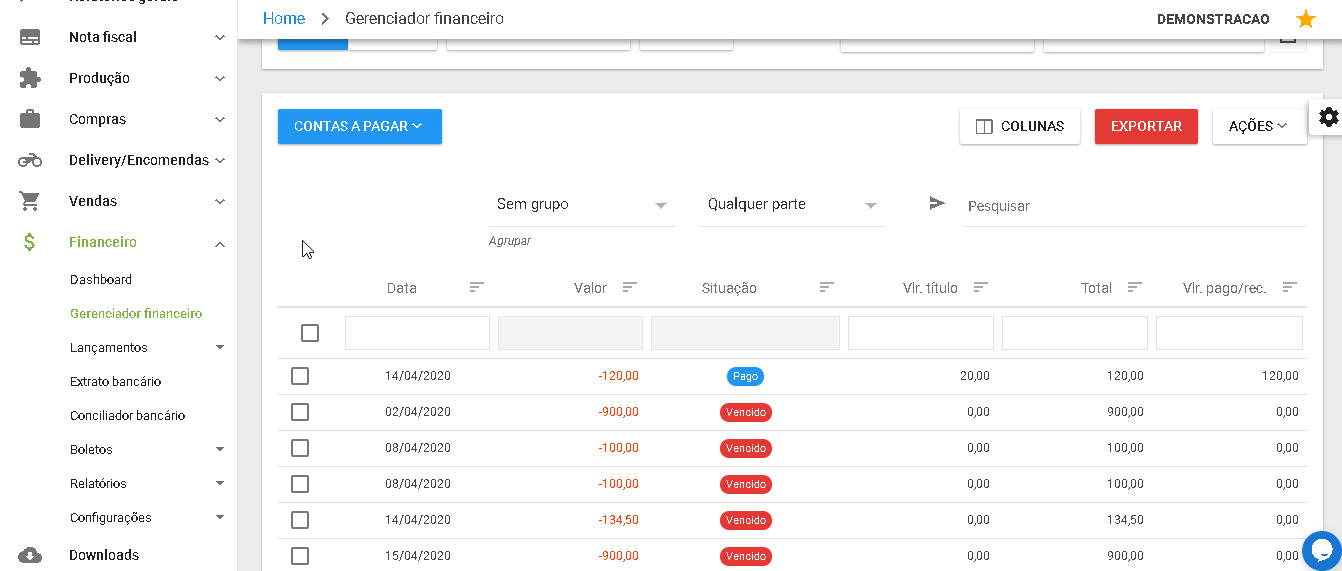 Home > Gerenciador financeiro
DEMONSTRACAO
Nota fiscal
Produção
Compras
Delivery/Encomendas
Vendas
Financeiro
Dashboard
Gerenciador financeiro
Lançamentos
Extrato bancário
Conciliador bancário
Boletos
Relatórios
Configurações
Downloads
CONTAS A PAGAR
COLUNAS
EXPORTAR
AÇÕES
Sem grupo
Qualquer parte
Pesquisar
Agrupar
Data Valor Situação Vlr. título Total Vlr. pago/rec.
14/04/2020 -120,00 Pago 20,00 120,00 120,00
02/04/2020 -900,00 Vencido 0,00 900,00 0,00
08/04/2020 -100,00 Vencido 0,00 100,00 0,00
08/04/2020 -100,00 Vencido 0,00 100,00 0,00
14/04/2020 -134,50 Vencido 0,00 134,50 0,00
15/04/2020 -900,00 Vencido 0,00 900,00 0,00